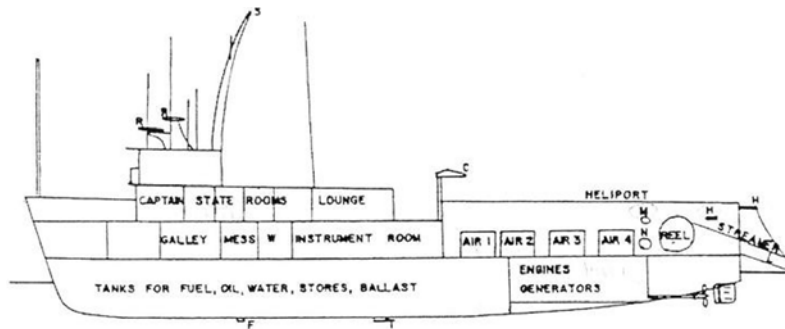 S
R
R
C
CAPTAIN STATE ROOMS LOUNGE
HELIPORT
H
M
H
GALLEY MESS W INSTRUMENT ROOM
AIR 1 AIR 2 AIR 3 AIR 4
N
REEL
STREAMER
TANKS FOR FUEL, OIL, WATER, STORES, BALLAST
ENGINES
GENERATORS
F